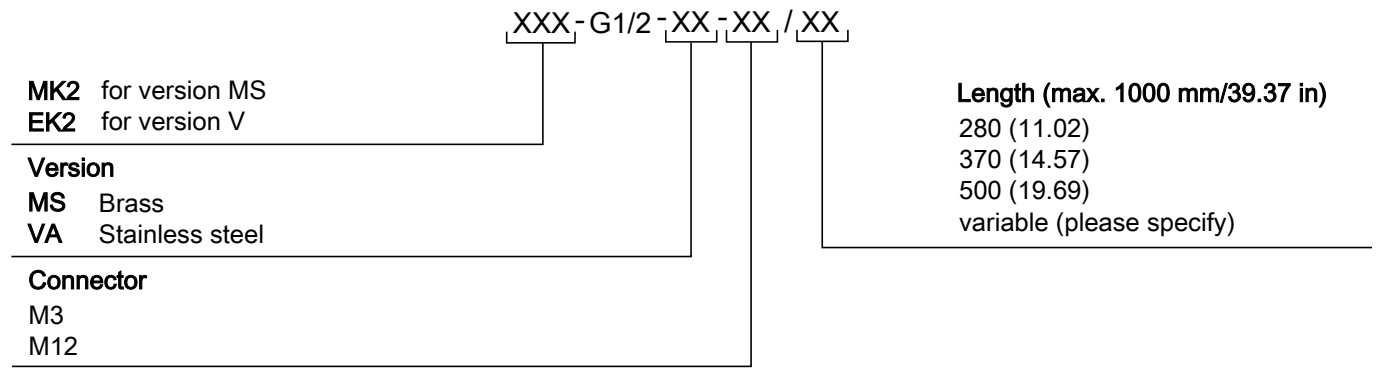 XXX-G1/2-XX-XX/XX
MK2 for version MS
EK2 for version V
Version
MS Brass
VA Stainless steel
Connector
M3
M12
Length (max. 1000 mm/39.37 in)
280 (11.02)
370 (14.57)
500 (19.69)
variable (please specify)